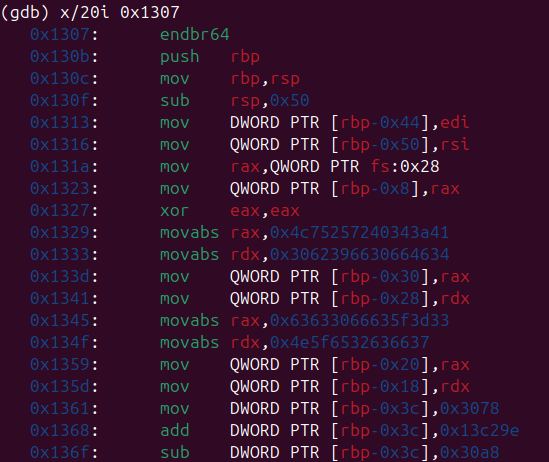 (gdb) x/20i 0x1307
0x1307: endbr64
0x130b: push rbp
0x130c: mov rbp,rsp
0x130f: sub rsp,0x50
0x1313: mov DWORD PTR [rbp-0x44],edi
0x1316: mov QWORD PTR [rbp-0x50],rsi
0x131a: mov rax,QWORD PTR fs:0x28
0x1323: mov QWORD PTR [rbp-0x8],rax
0x1327: xor eax,eax
0x1329: movabs rax,0x4c75257240343a41
0x1333: movabs rdx,0x3062396630664634
0x133d: mov QWORD PTR [rbp-0x30],rax
0x1341: mov QWORD PTR [rbp-0x28],rdx
0x1345: movabs rax,0x63633066635f3d33
0x134f: movabs rdx,0x4e5f6532636637
0x1359: mov QWORD PTR [rbp-0x20],rax
0x135d: mov QWORD PTR [rbp-0x18],rdx
0x1361: mov DWORD PTR [rbp-0x3c],0x3078
0x1368: add DWORD PTR [rbp-0x3c],0x13c29e
0x136f: sub DWORD PTR [rbp-0x3c],0x30a8